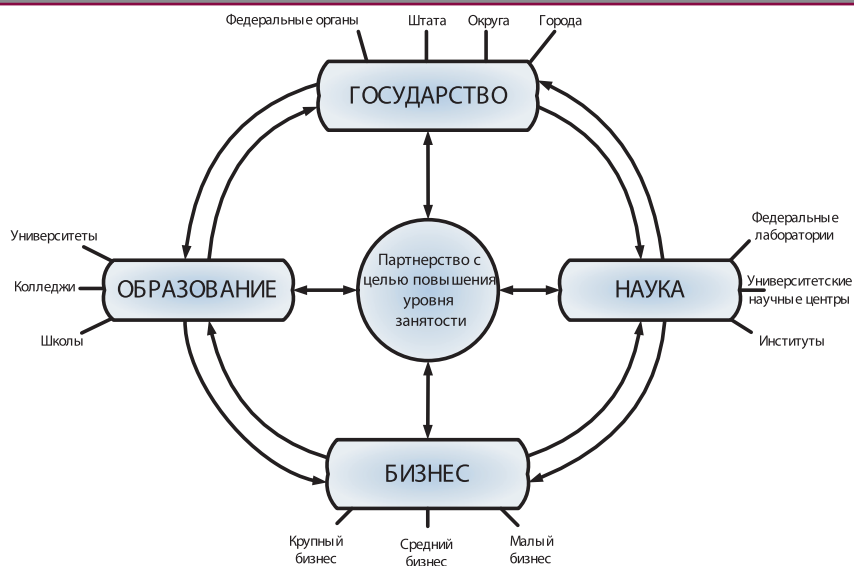 Федеральные органы
Штата
Округа
Города
ГОСУДАРСТВО
Университеты
Колледжи
Школы
ОБРАЗОВАНИЕ
Партнерство с
целью повышения
уровня
занятости
НАУКА
Федеральные
лаборатории
Университетские
научные центры
Институты
БИЗНЕС
Крупный
бизнес
Средний
бизнес
Малый
бизнес